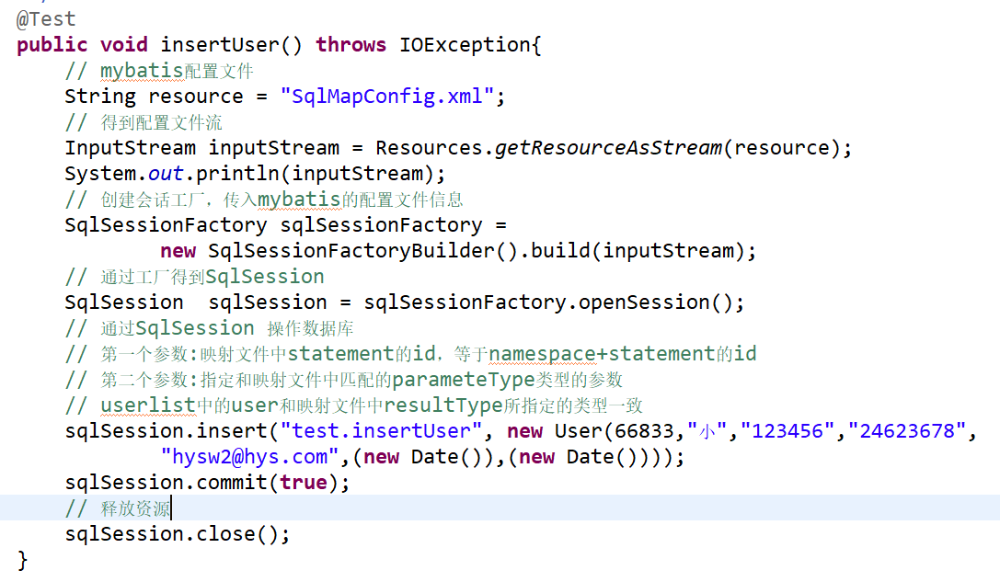 @Test
public void insertUser() throws IOException{
// mybatis配置文件
String resource = "SqlMapConfig.xml";
// 得到配置文件流
InputStream inputStream = Resources.getResourceAsStream(resource);
System.out.println(inputStream);
// 创建会话工厂，传入mybatis的配置文件信息
SqlSessionFactory sqlSessionFactory =
new SqlSessionFactoryBuilder().build(inputStream);
// 通过工厂得到SqlSession
SqlSession  sqlSession = sqlSessionFactory.openSession();
// 通过SqlSession 操作数据库
// 第一个参数:映射文件中statement的id，等于namespace+statement的id
// 第二个参数:指定和映射文件中匹配的parameteType类型的参数
// userlist中的user和映射文件中resultType所指定的类型一致
sqlSession.insert("test.insertUser", new User(66833,"小","123456","24623678",
"hysw2@hys.com",(new Date()),(new Date())));
sqlSession.commit(true);
// 释放资源
sqlSession.close();
}